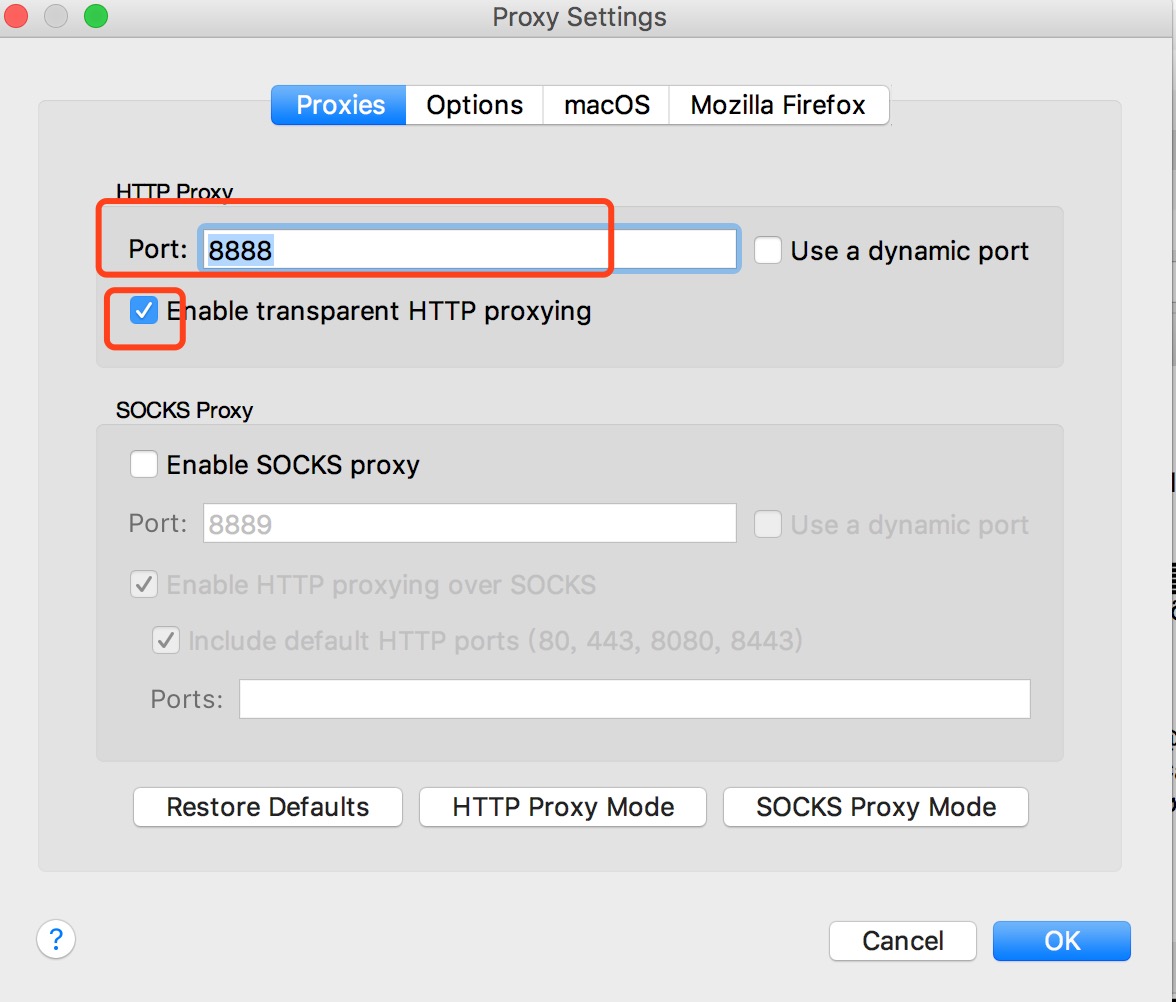 Proxy Settings
Proxies Options macOS Mozilla Firefox
HTTP Proxy
Port: 8888 Use a dynamic port
Enable transparent HTTP proxying
SOCKS Proxy
Enable SOCKS proxy
Port: 8889 Use a dynamic port
Enable HTTP proxying over SOCKS
Include default HTTP ports (80, 443, 8080, 8443)
Ports:
Restore Defaults HTTP Proxy Mode SOCKS Proxy Mode
? Cancel OK